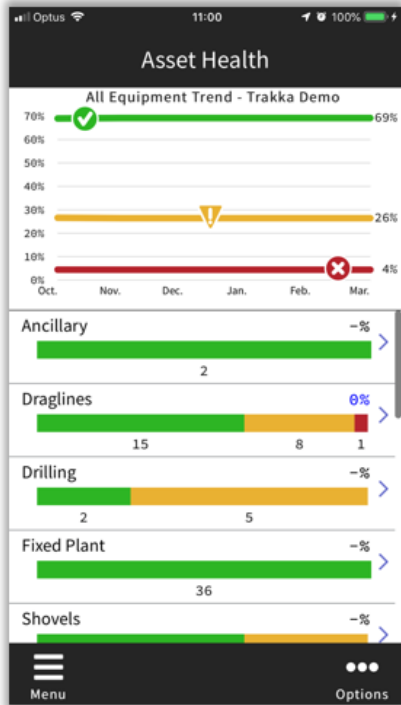 Optus 11:00 100%
Asset Health
All Equipment Trend - Trakka Demo
70% 69%
60%
50%
40%
30% 26%
20%
10% 4%
0%
Oct. Nov. Dec. Jan. Feb. Mar.
Ancillary -%
2
Draglines 0%
15 8 1
Drilling -%
2 5
Fixed Plant -%
36
Shovels -%
Menu Options